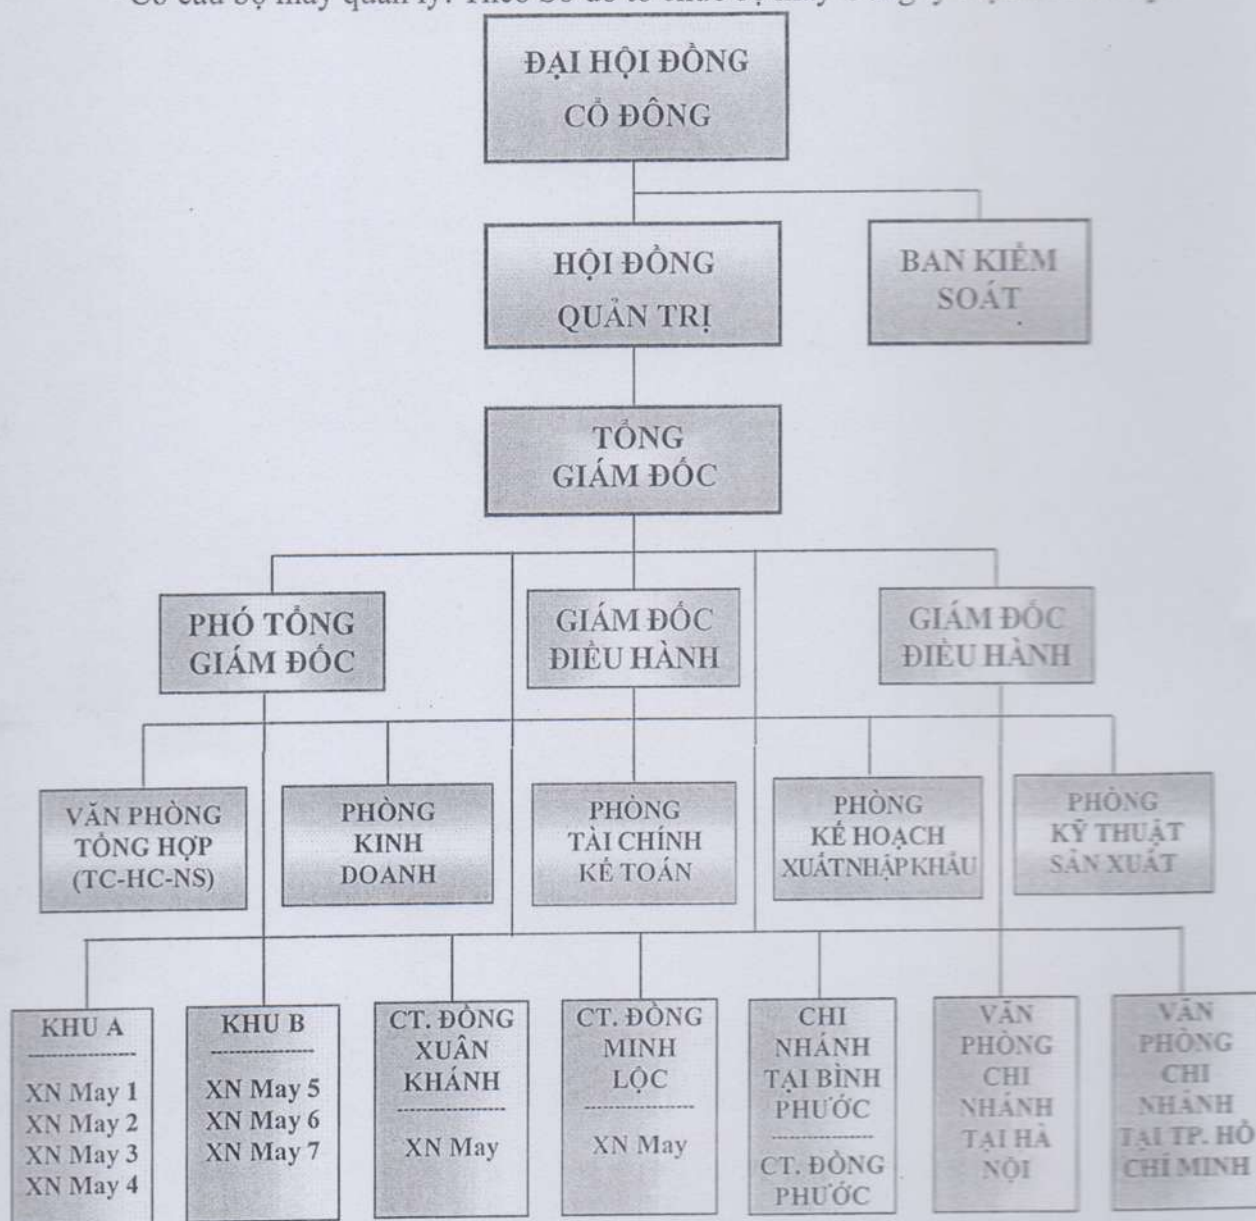 ĐẠI HỘI ĐỒNG
CỔ ĐÔNG
HỘI ĐỒNG
QUẢN TRỊ
BAN KIỂM
SOÁT
TỔNG
GIÁM ĐỐC
PHÓ TỔNG
GIÁM ĐỐC
GIÁM ĐỐC
ĐIỀU HÀNH
GIÁM ĐỐC
ĐIỀU HÀNH
VĂN PHÒNG
TỔNG HỢP
(TC-HC-NS)
PHÒNG
KINH
DOANH
PHÒNG
TÀI CHÍNH
KẾ TOÁN
PHÒNG
KẾ HOẠCH
XUẤT NHẬP KHẨU
PHÒNG
KỸ THUẬT
SẢN XUẤT
KHU A
XN May 1
XN May 2
XN May 3
XN May 4
KHU B
XN May 5
XN May 6
XN May 7
CT. ĐỒNG
XUÂN
KHÁNH
XN May
CT. ĐỒNG
MINH
LỘC
XN May
CHI
NHÁNH
TẠI BÌNH
PHƯỚC
CT. ĐỒNG
PHƯỚC
VĂN
PHÒNG
CHI
NHÁNH
TẠI HÀ
NỘI
VĂN
PHÒNG
CHI
NHÁNH
TẠI TP. HỒ
CHÍ MINH